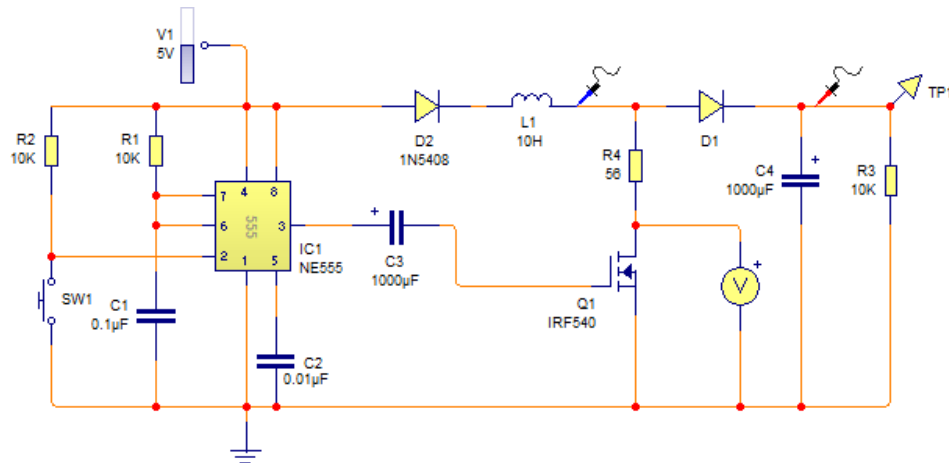 V1
5V
R2
10K
R1
10K
D2
1N5408
L1
10H
D1
TP1
R4
56
C4
1000µF
+
R3
10K
7
4
8
6
555
3
2
1
5
IC1
NE555
+
C3
1000µF
SW1
C1
0.1µF
C2
0.01µF
Q1
IRF540
V
+